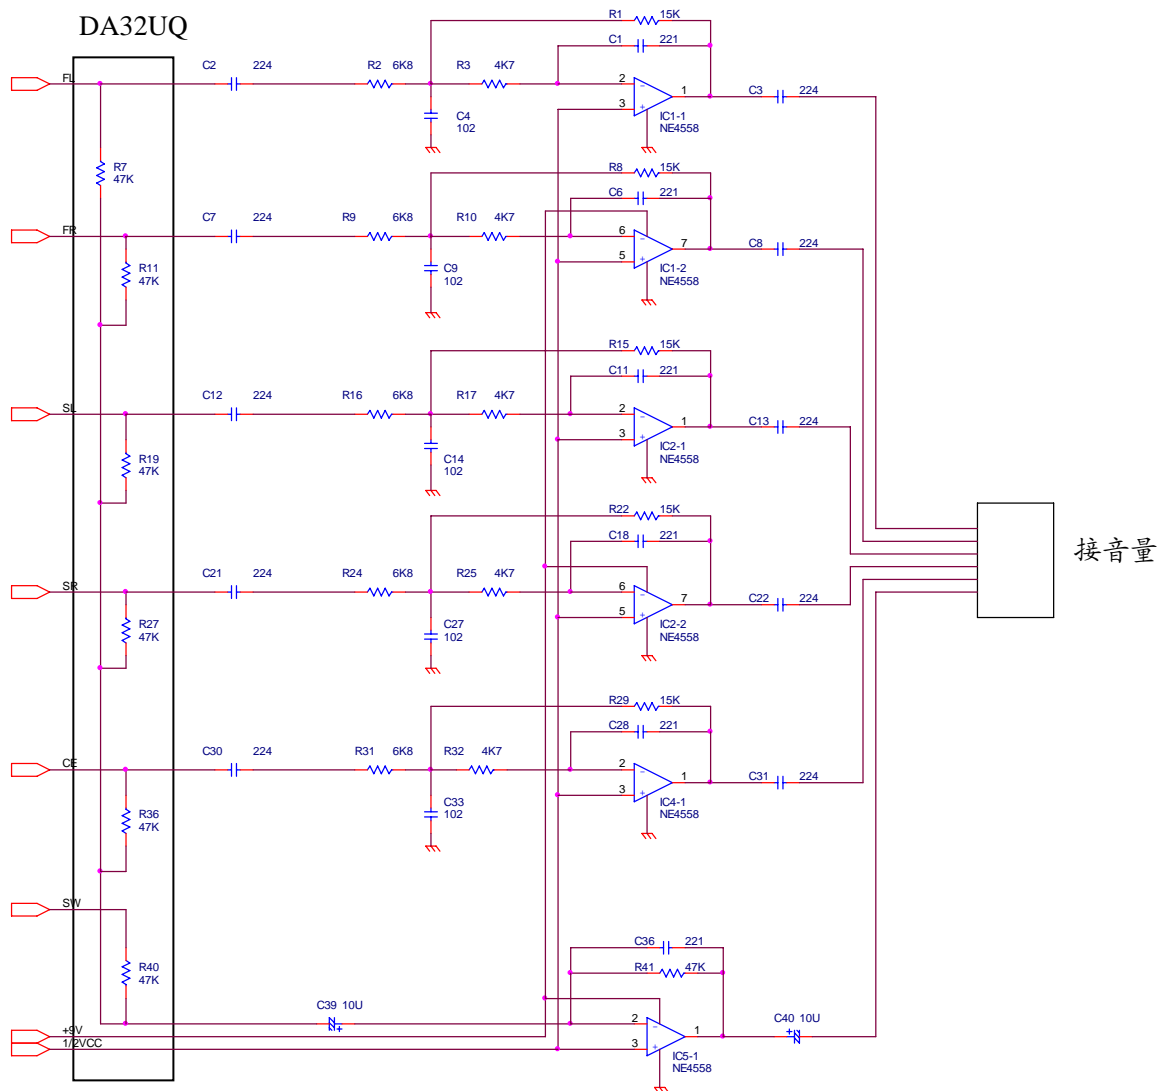 DA32UQ
R1 15K
C1 221
FL
C2 224
R2 6K8
R3 4K7
2
3
1
C3 224
C4
102
IC1-1
NE4558
R7
47K
R8 15K
C6 221
FR
C7 224
R9 6K8
R10 4K7
6
5
7
C8 224
R11
47K
C9
102
IC1-2
NE4558
R15 15K
C11 221
SL
C12 224
R16 6K8
R17 4K7
2
3
1
C13 224
R19
47K
C14
102
IC2-1
NE4558
R22 15K
C18 221
接音量
SR
C21 224
R24 6K8
R25 4K7
6
5
7
C22 224
R27
47K
C27
102
IC2-2
NE4558
R29 15K
C28 221
CE
C30 224
R31 6K8
R32 4K7
2
3
1
C31 224
R36
47K
C33
102
IC4-1
NE4558
SW
C36 221
R41 47K
R40
47K
C39 10U
2
3
1
C40 10U
+9V
1/2VCC
IC5-1
NE4558